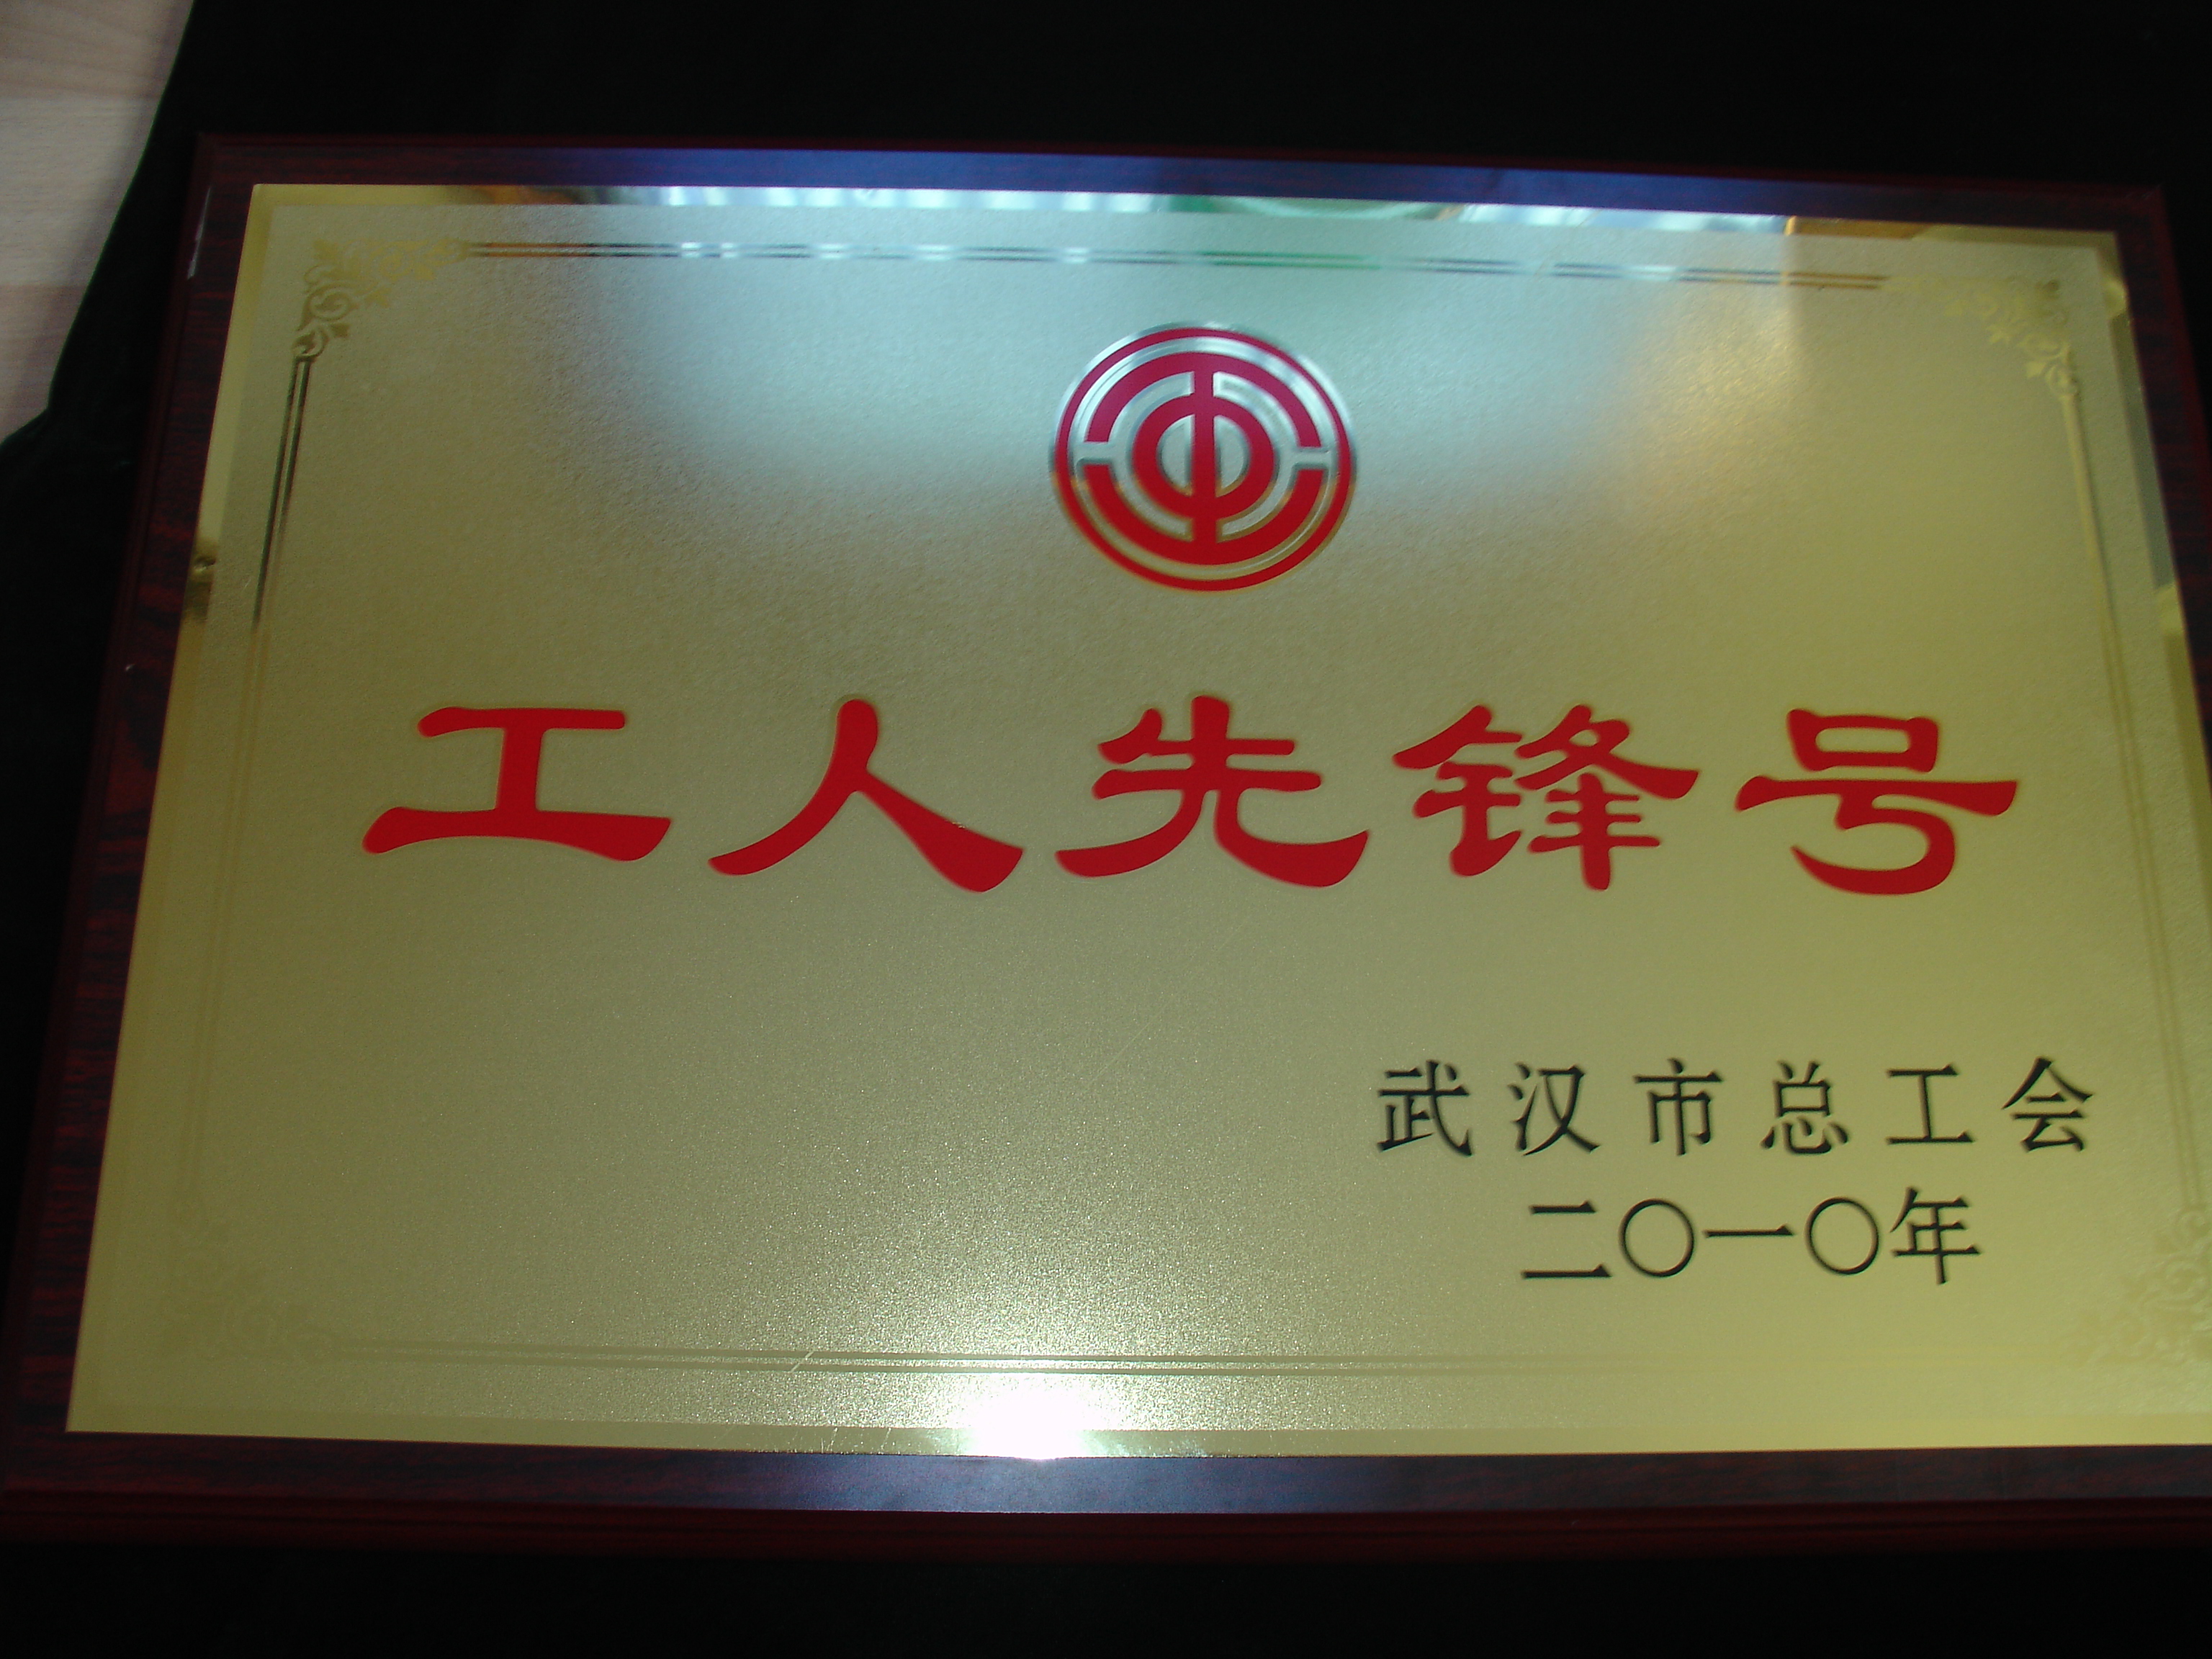 工人先锋号
武汉市总工会
二〇一〇年